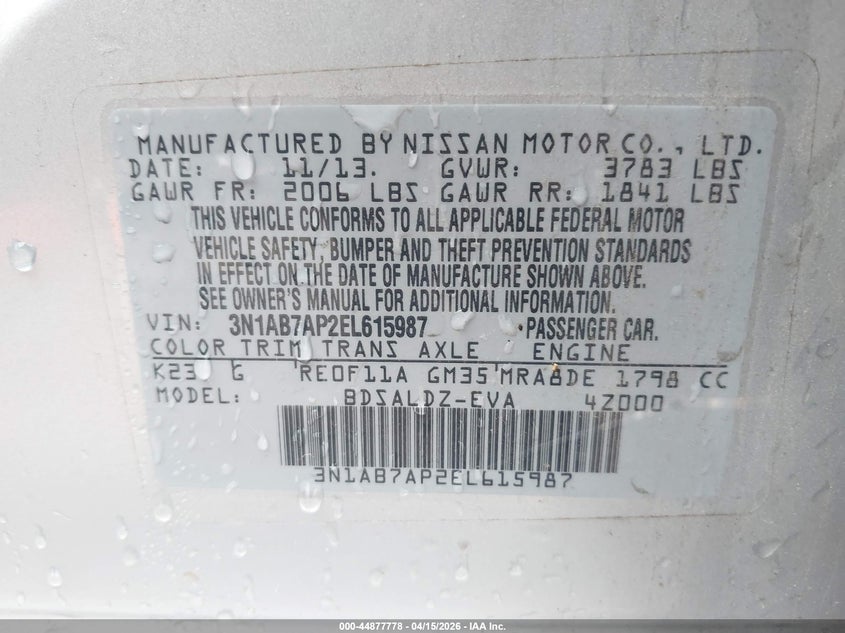 MANUFACTURED BY NISSAN MOTOR CO., LTD.
DATE: 11/13. GVWR: 3783 LBS
GAWR FR: 2006 LBS GAWR RR: 1841 LBS
THIS VEHICLE CONFORMS TO ALL APPLICABLE FEDERAL MOTOR
VEHICLE SAFETY, BUMPER AND THEFT PREVENTION STANDARDS
IN EFFECT ON THE DATE OF MANUFACTURE SHOWN ABOVE.
SEE OWNER'S MANUAL FOR ADDITIONAL INFORMATION.
VIN: 3N1AB7AP2EL615987 •PASSENGER CAR.
COLOR TRIM TRANS AXLE ENGINE
K23 G RE0F11A GM35 MRA8DE 1798 CC
MODEL: BDSALDZ-EVA 4Z000
3N1AB7AP2EL615987
000-44877778 - 04/15/2026 - IAA Inc.